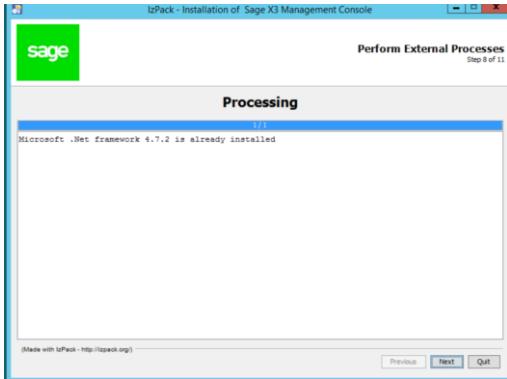 IzPack - Installation of Sage X3 Management Console
sage
Perform External Processes
Step 8 of 11
Processing
1/1
Microsoft .Net framework 4.7.2 is already installed
(Made with IzPack - http://izpack.org/)
Previous
Next
Quit